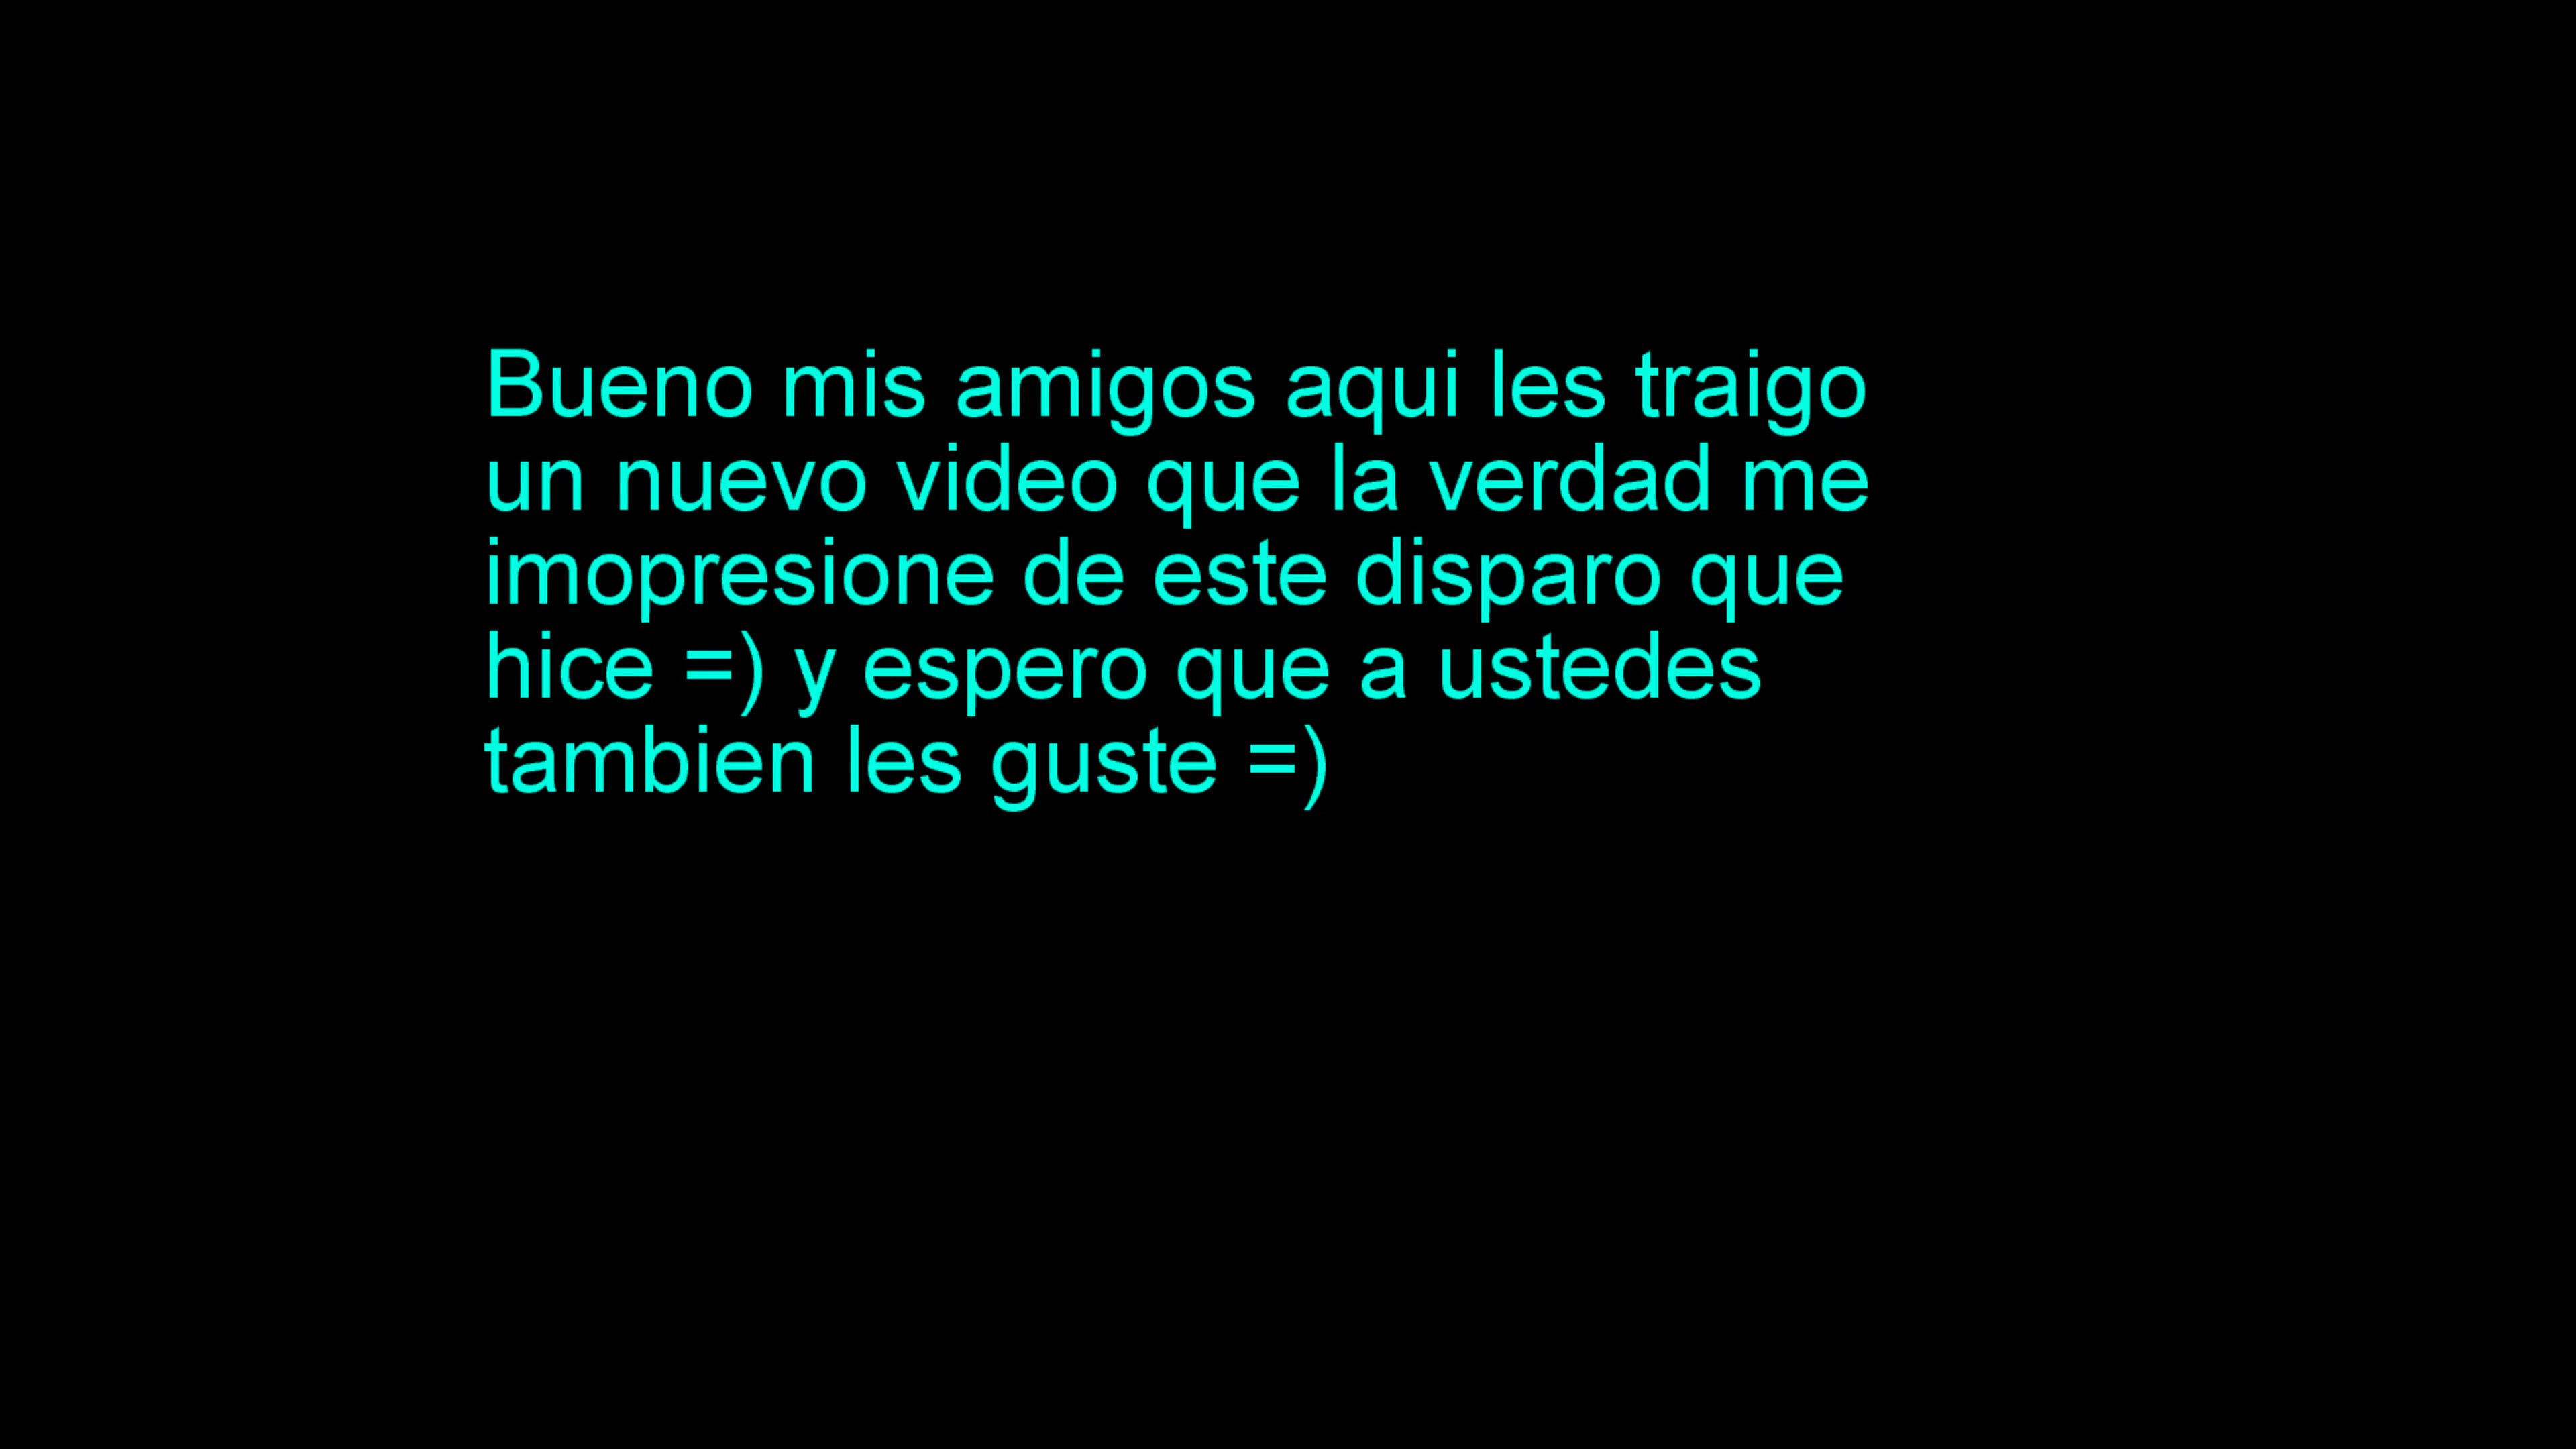 Bueno mis amigos aqui les traigo
un nuevo video que la verdad me
imopresione de este disparo que
hice =) y espero que a ustedes
tambien les guste =)